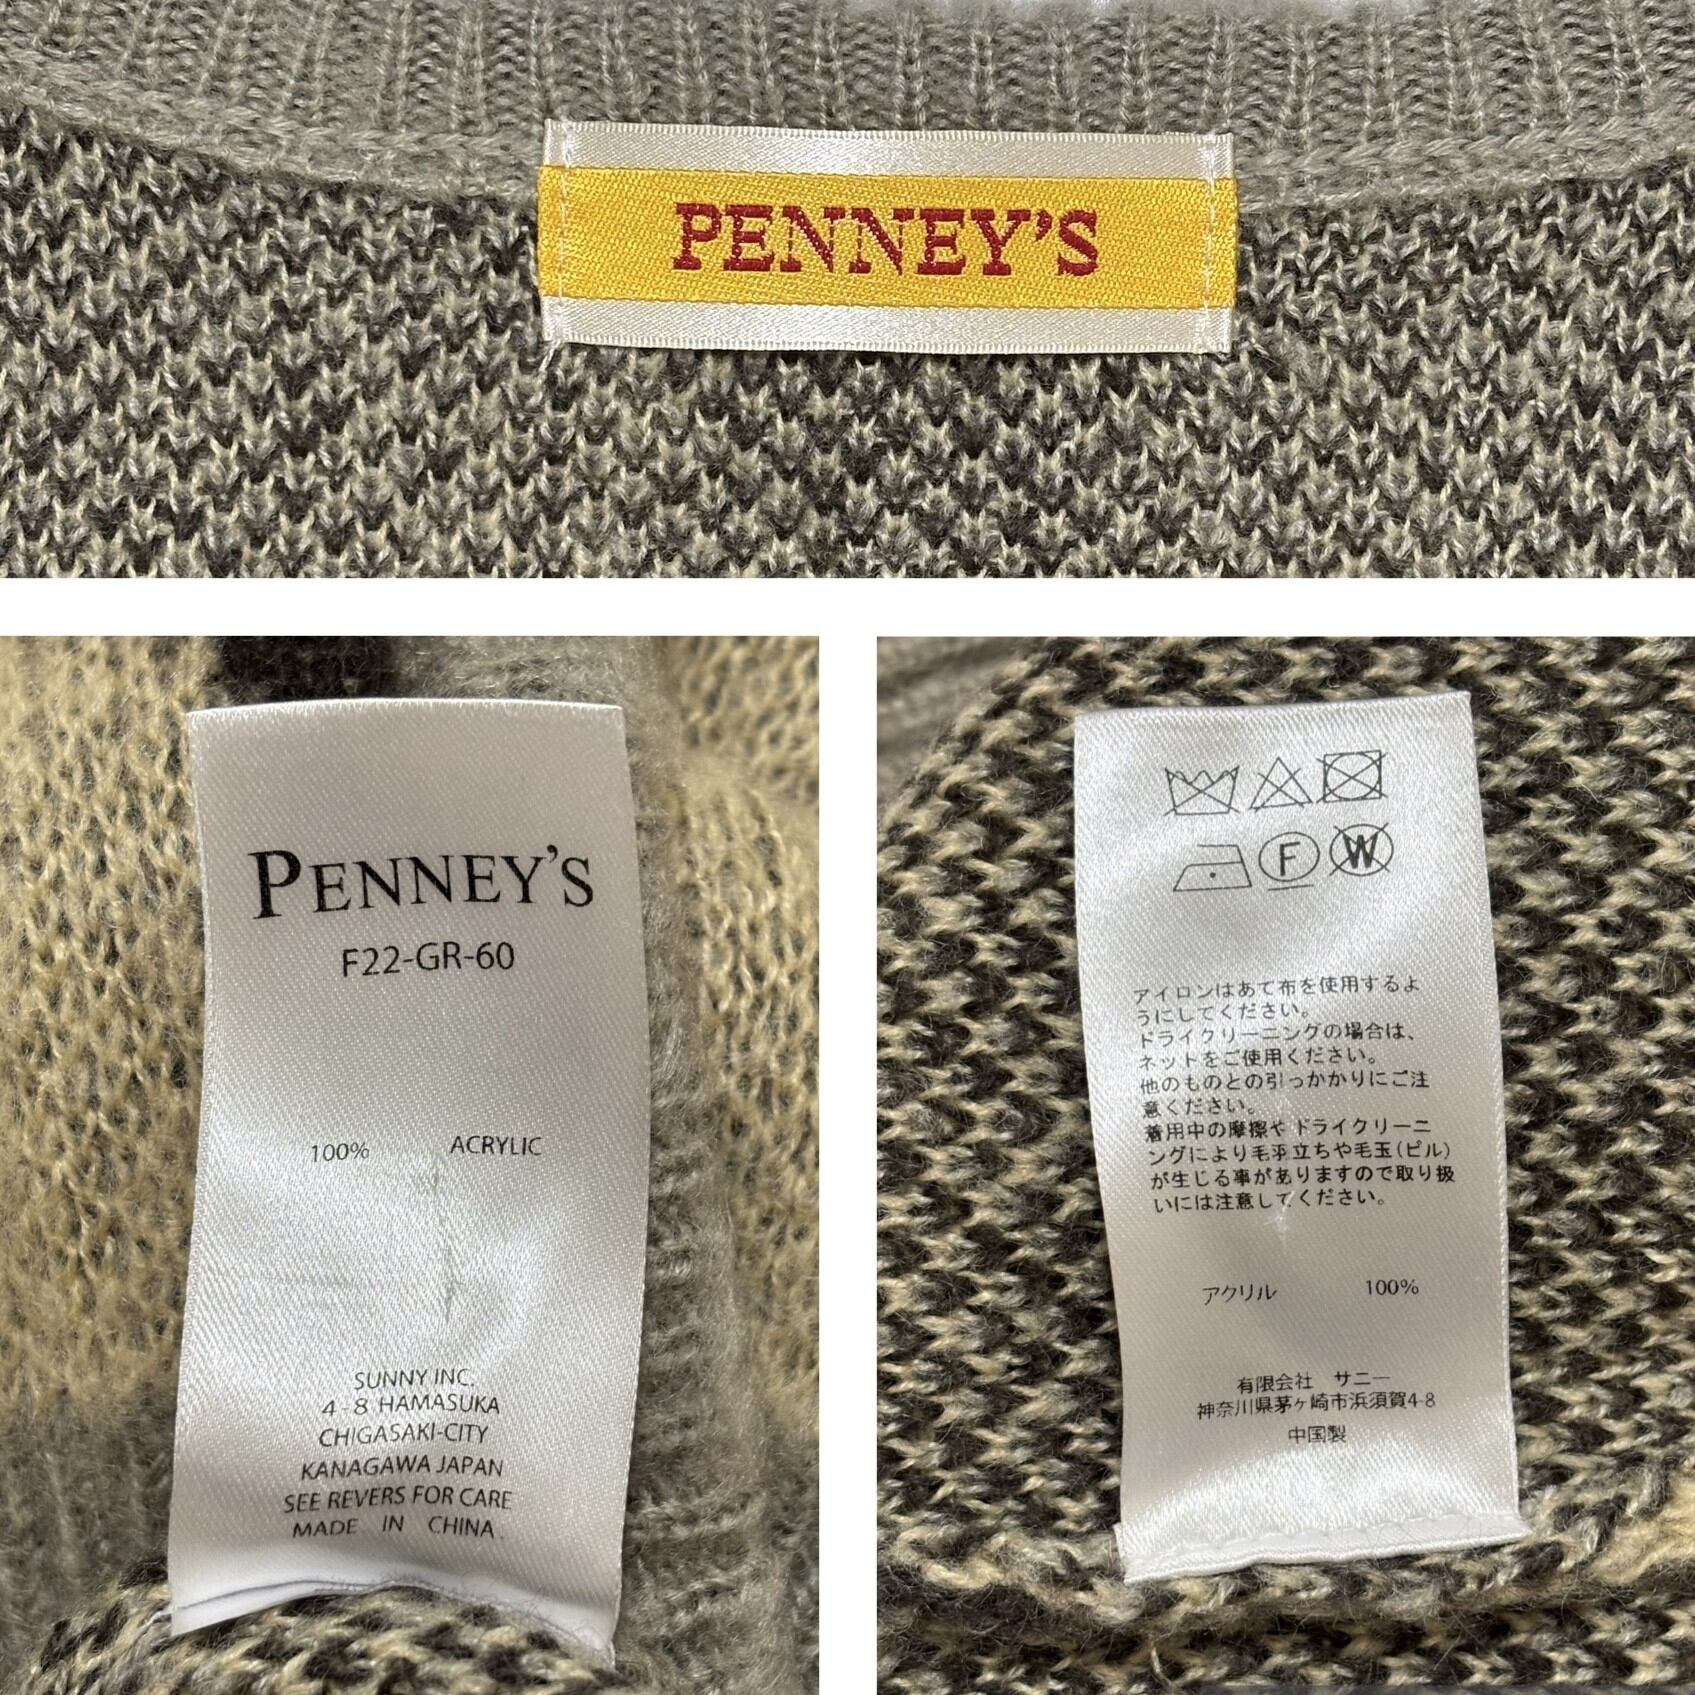 PENNEY'S
PENNEY'S
F22-GR-60
100% ACRYLIC
SUNNY INC.
4-8 HAMASUKA
CHIGASAKI-CITY
KANAGAWA JAPAN
SEE REVERS FOR CARE
MADE IN CHINA
F W
アイロンはあて布を使用するよ
うにしてください。
ドライクリーニングの場合は、
ネットをご使用ください。
他のものとの引っかかりにご注
意ください。
着用中の摩擦やドライクリーニ
ングにより毛羽立ちや毛玉(ピル)
が生じる事がありますので取り扱
いには注意してください。
アクリル 100%
有限会社 サニー
神奈川県茅ヶ崎市浜須賀4-8
中国製